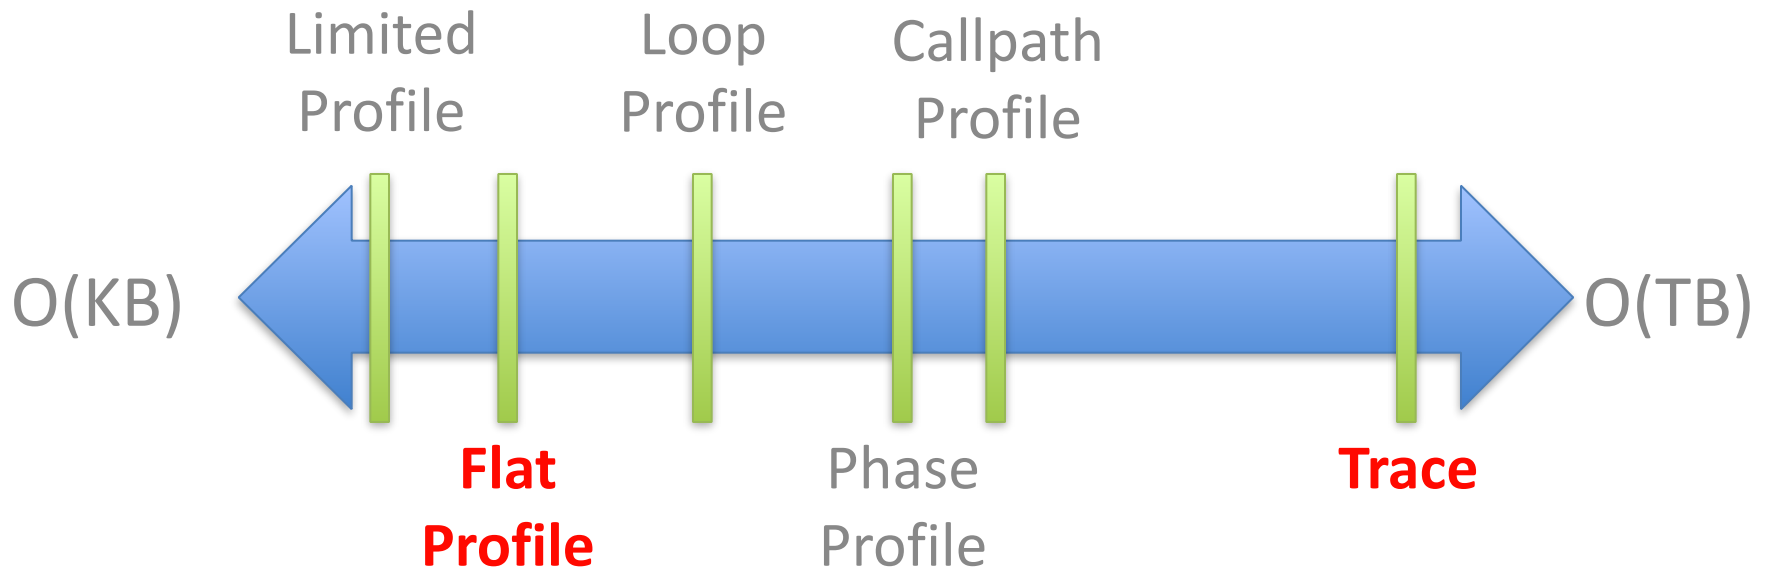 Limited
Profile
Loop
Profile
Callpath
Profile
O(KB)
O(TB)
Flat
Profile
Phase
Profile
Trace